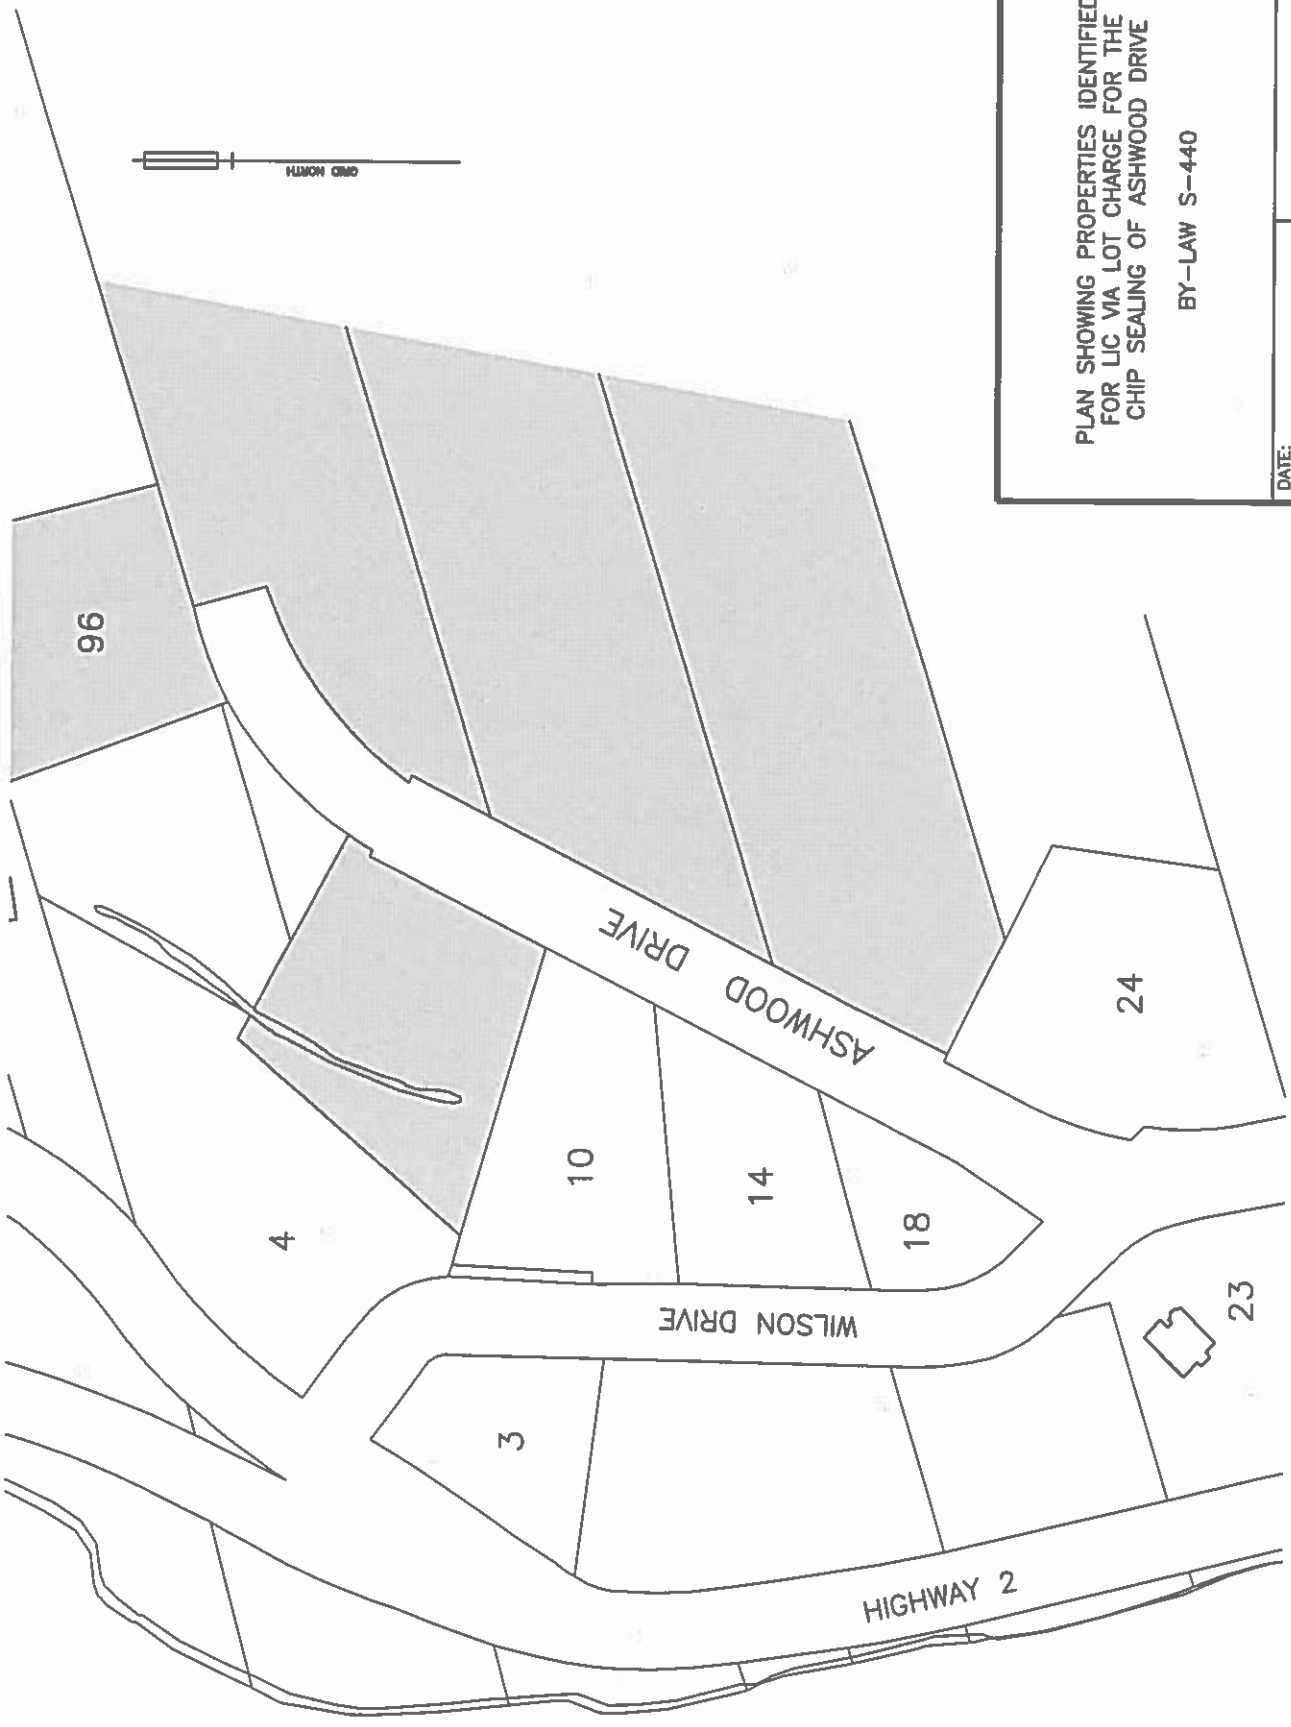 GRID NORTH
96
4
10
14
18
24
3
23
ASHWOOD DRIVE
WILSON DRIVE
HIGHWAY 2
PLAN SHOWING PROPERTIES IDENTIFIED
FOR LIC VIA LOT CHARGE FOR THE
CHIP SEALING OF ASHWOOD DRIVE
BY-LAW S-440
DATE: